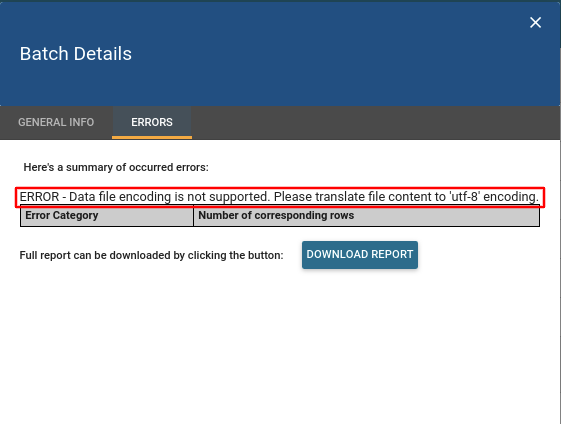 Batch Details
GENERAL INFO ERRORS
Here's a summary of occurred errors:
ERROR - Data file encoding is not supported. Please translate file content to 'utf-8' encoding.
Error Category Number of corresponding rows
Full report can be downloaded by clicking the button: DOWNLOAD REPORT